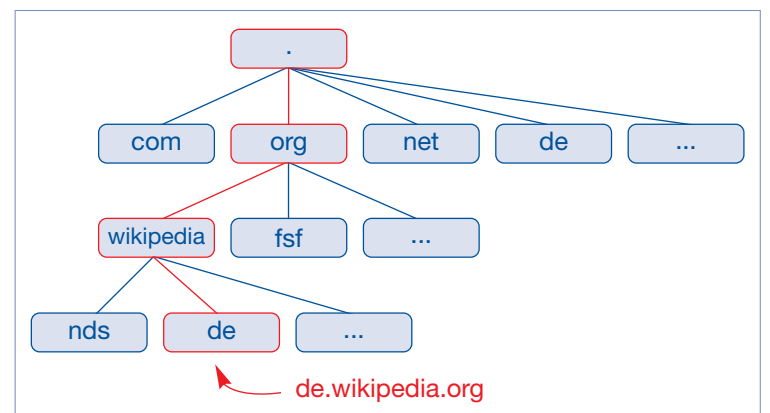 .
com org net de ...
wikipedia fsf ...
nds de ...
de.wikipedia.org